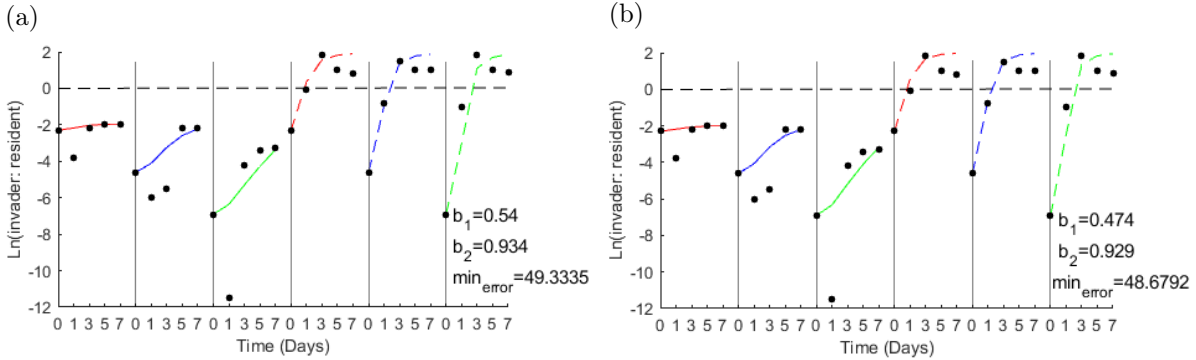 (a)
Ln(invader: resident)
2
0
-2
-4
-6
-8
-10
-12
b1=0.54
b2=0.934
minerror=49.3335
0 1 3 5 7 0 1 3 5 7 0 1 3 5 7 0 1 3 5 7 0 1 3 5 7 0 1 3 5 7
Time (Days)
(b)
Ln(invader: resident)
2
0
-2
-4
-6
-8
-10
-12
b1=0.474
b2=0.929
minerror=48.6792
0 1 3 5 7 0 1 3 5 7 0 1 3 5 7 0 1 3 5 7 0 1 3 5 7 0 1 3 5 7
Time (Days)